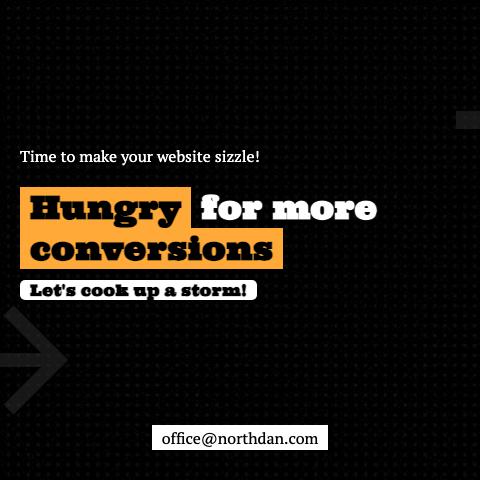 Time to make your website sizzle!
Hungry for more
conversions
Let's cook up a storm!
office@northdan.com